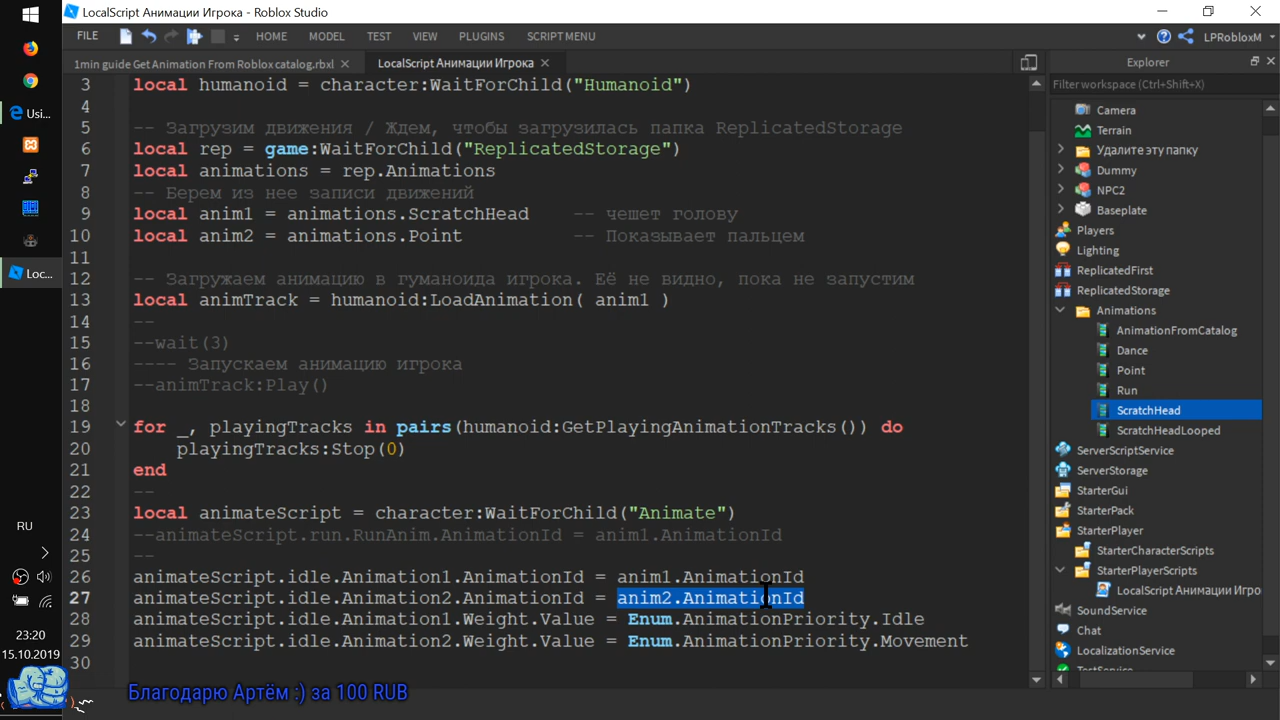 LocalScript Анимации Игрока - Roblox Studio
FILE HOME MODEL TEST VIEW PLUGINS SCRIPT MENU LPRobloxM
1min guide Get Animation From Roblox catalog.rbxl LocalScript Анимации Игрока Explorer
Filter workspace (Ctrl+Shift+X)
3 local humanoid = character:WaitForChild("Humanoid")
4
5 -- Загрузим движения / Ждем, чтобы загрузилась папка ReplicatedStorage
6 local rep = game:WaitForChild("ReplicatedStorage")
7 local animations = rep.Animations
8 -- Берем из нее записи движений
9 local anim1 = animations.ScratchHead -- чешет голову
10 local anim2 = animations.Point -- Показывает пальцем
11
12 -- Загружаем анимацию в гуманоида игрока. Её не видно, пока не запустим
13 local animTrack = humanoid:LoadAnimation( anim1 )
14 --
15 --wait(3)
16 ---- Запускаем анимацию игрока
17 --animTrack:Play()
18
19 for _, playingTracks in pairs(humanoid:GetPlayingAnimationTracks()) do
20 playingTracks:Stop(0)
21 end
22 --
23 local animateScript = character:WaitForChild("Animate")
24 --animateScript.run.RunAnim.AnimationId = anim1.AnimationId
25 --
26 animateScript.idle.Animation1.AnimationId = anim1.AnimationId
27 animateScript.idle.Animation2.AnimationId = anim2.AnimationId
28 animateScript.idle.Animation1.Weight.Value = Enum.AnimationPriority.Idle
29 animateScript.idle.Animation2.Weight.Value = Enum.AnimationPriority.Movement
30
Camera
Terrain
Удалите эту папку
Dummy
NPC2
Baseplate
Players
Lighting
ReplicatedFirst
ReplicatedStorage
Animations
AnimationFromCatalog
Dance
Point
Run
ScratchHead
ScratchHeadLooped
ServerScriptService
ServerStorage
StarterGui
StarterPack
StarterPlayer
StarterCharacterScripts
StarterPlayerScripts
LocalScript Анимации Игро
SoundService
Chat
LocalizationService
TestService
Usi...
Loc...
RU
23:20
15.10.2019
Благодарю Артём :) за 100 RUB